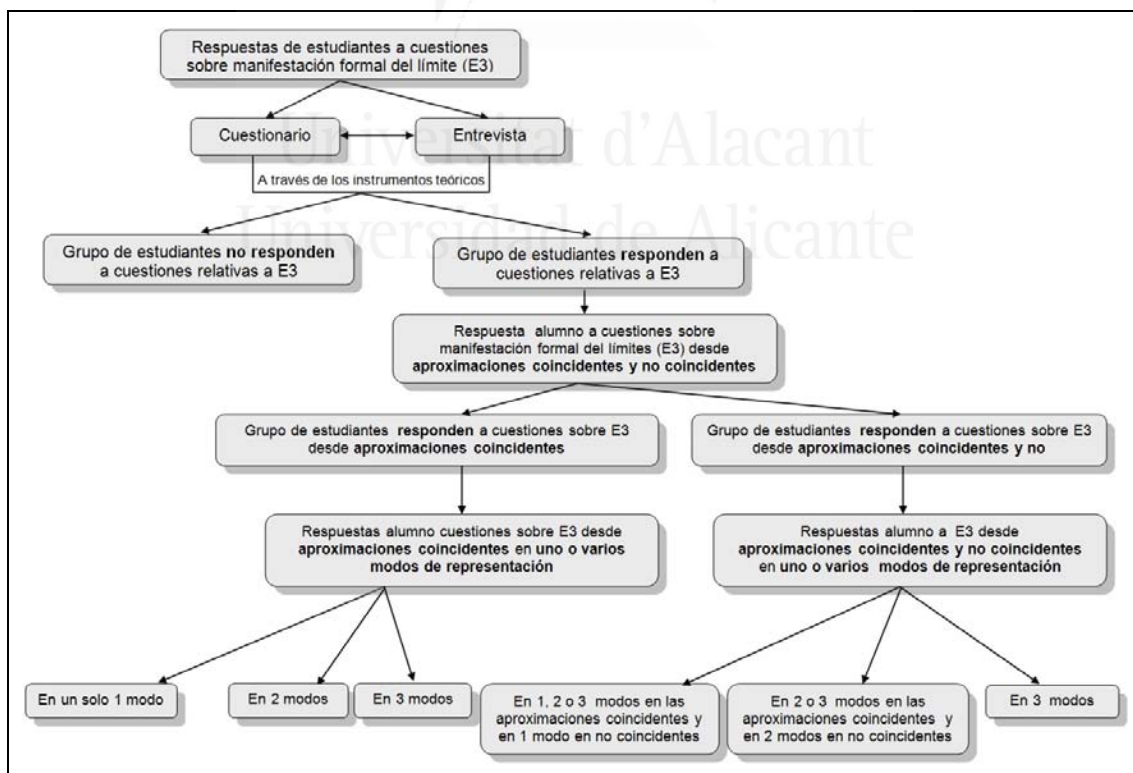 Respuestas de estudiantes a cuestiones
sobre manifestación formal del límite (E3)
Cuestionario
Entrevista
Universitat d'Alacant
A través de los instrumentos teóricos
Universidad de Alicante
Grupo de estudiantes no responden
a cuestiones relativas a E3
Grupo de estudiantes responden a
cuestiones relativas a E3
Respuesta alumno a cuestiones sobre
manifestación formal del límites (E3) desde
aproximaciones coincidentes y no coincidentes
Grupo de estudiantes responden a cuestiones sobre E3
desde aproximaciones coincidentes
Grupo de estudiantes responden a cuestiones sobre E3
desde aproximaciones coincidentes y no
Respuestas alumno cuestiones sobre E3 desde
aproximaciones coincidentes en uno o varios
modos de representación
Respuestas alumno a E3 desde
aproximaciones coincidentes y no coincidentes
en uno o varios modos de representación
En un solo 1 modo
En 2 modos
En 3 modos
En 1, 2 o 3 modos en las
aproximaciones coincidentes y
en 1 modo en no coincidentes
En 2 o 3 modos en las
aproximaciones coincidentes y
en 2 modos en no coincidentes
En 3 modos